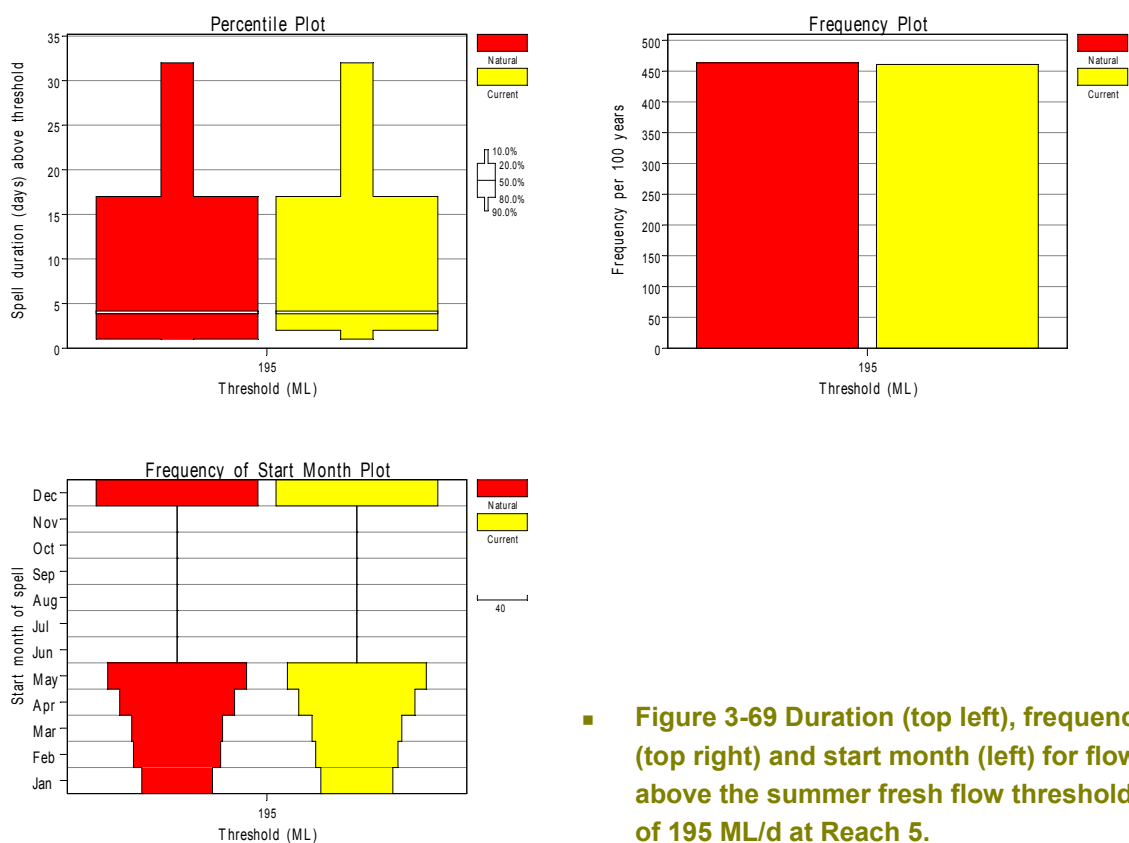 Percentile Plot
Spell duration (days) above threshold
35
30
25
20
15
10
5
0
195
Threshold (ML)
Natural
Current
10.0%
20.0%
50.0%
80.0%
90.0%
Frequency Plot
Frequency per 100 years
500
450
400
350
300
250
200
150
100
50
0
195
Threshold (ML)
Natural
Current
Frequency of Start Month Plot
Start month of spell
Dec
Nov
Oct
Sep
Aug
Jul
Jun
May
Apr
Mar
Feb
Jan
195
Threshold (ML)
Natural
Current
40
▪ Figure 3-69 Duration (top left), frequenc
(top right) and start month (left) for flow
above the summer fresh flow threshold
of 195 ML/d at Reach 5.